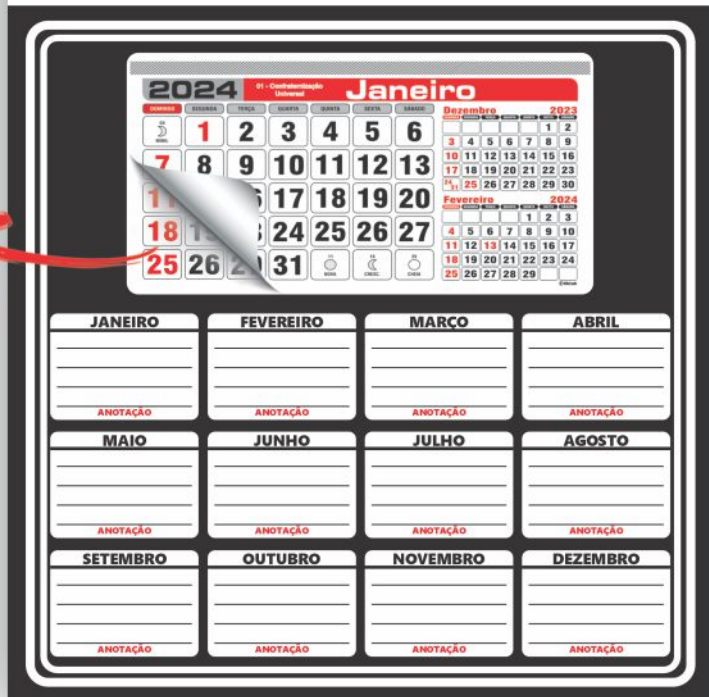 2024 01 - Confraternização Universal Janeiro
DOMINGO SEGUNDA TERÇA QUARTA QUINTA SEXTA SÁBADO
1 2 3 4 5 6
7 8 9 10 11 12 13
17 18 19 20
18 24 25 26 27
25 26 31
NOVA CRESC. CHEIA
Dezembro 2023
1 2
3 4 5 6 7 8 9
10 11 12 13 14 15 16
17 18 19 20 21 22 23
24 31 25 26 27 28 29 30
Fevereiro 2024
1 2 3
4 5 6 7 8 9 10
11 12 13 14 15 16 17
18 19 20 21 22 23 24
25 26 27 28 29
JANEIRO FEVEREIRO MARÇO ABRIL
ANOTAÇÃO ANOTAÇÃO ANOTAÇÃO ANOTAÇÃO
MAIO JUNHO JULHO AGOSTO
ANOTAÇÃO ANOTAÇÃO ANOTAÇÃO ANOTAÇÃO
SETEMBRO OUTUBRO NOVEMBRO DEZEMBRO
ANOTAÇÃO ANOTAÇÃO ANOTAÇÃO ANOTAÇÃO